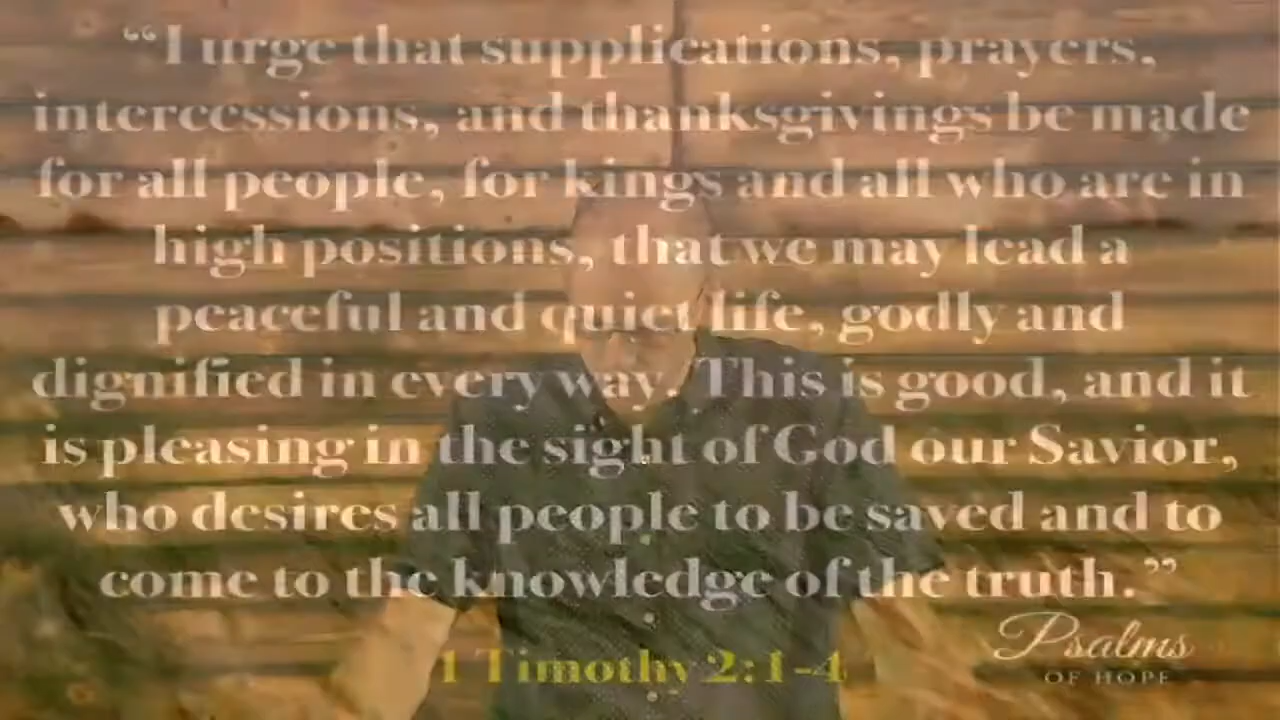 “I urge that supplications, prayers,
intercessions, and thanksgivings be made
for all people, for kings and all who are in
high positions, that we may lead a
peaceful and quiet life, godly and
dignified in every way. This is good, and it
is pleasing in the sight of God our Savior,
who desires all people to be saved and to
come to the knowledge of the truth.”
1 Timothy 2:1-4
Psalms
OF HOPE